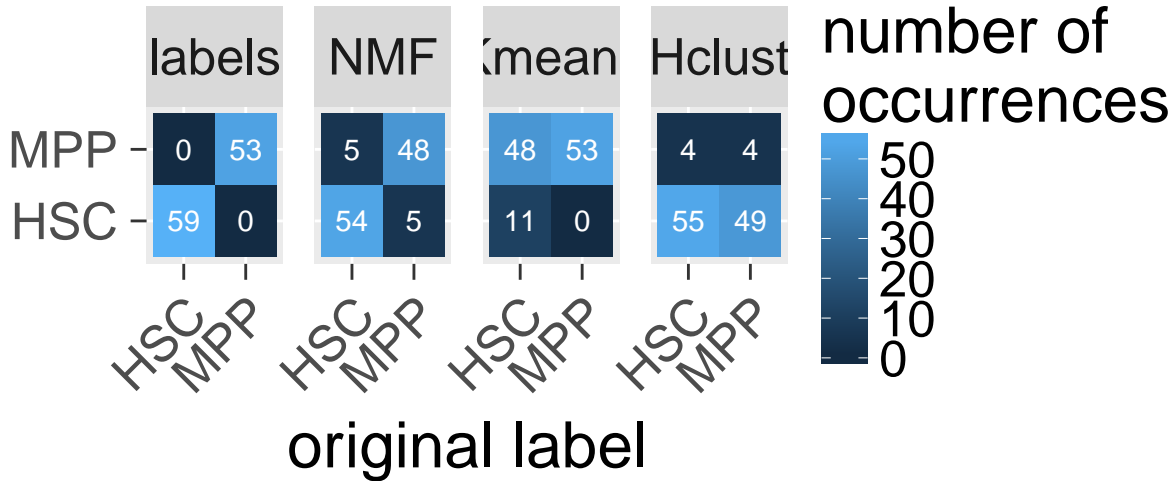 labels NMF Kmean Hclust
MPP 0 53 5 48 48 53 4 4
HSC 59 0 54 5 11 0 55 49
HSC MPP HSC MPP HSC MPP HSC MPP
original label
number of
occurrences
50
40
30
20
10
0